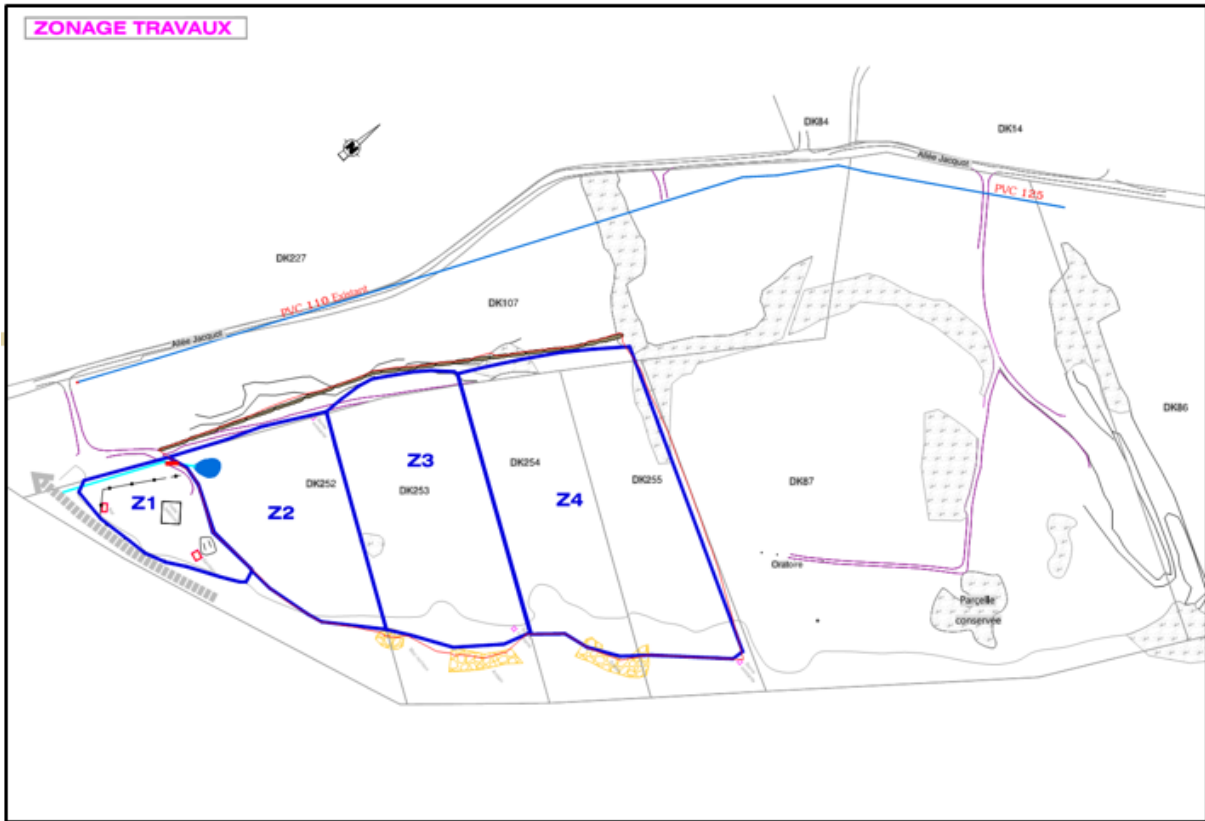 ZONAGE TRAVAUX
DK84
DK14
Allée Jacquot
PVC 125
N
DK227
DK107
PVC 110 Existant
Allée Jacquot
DK86
Z3
DK254
DK252
DK253
DK255
DK87
Z4
Z1
Z2
Oratoire
Parcelle
conservée